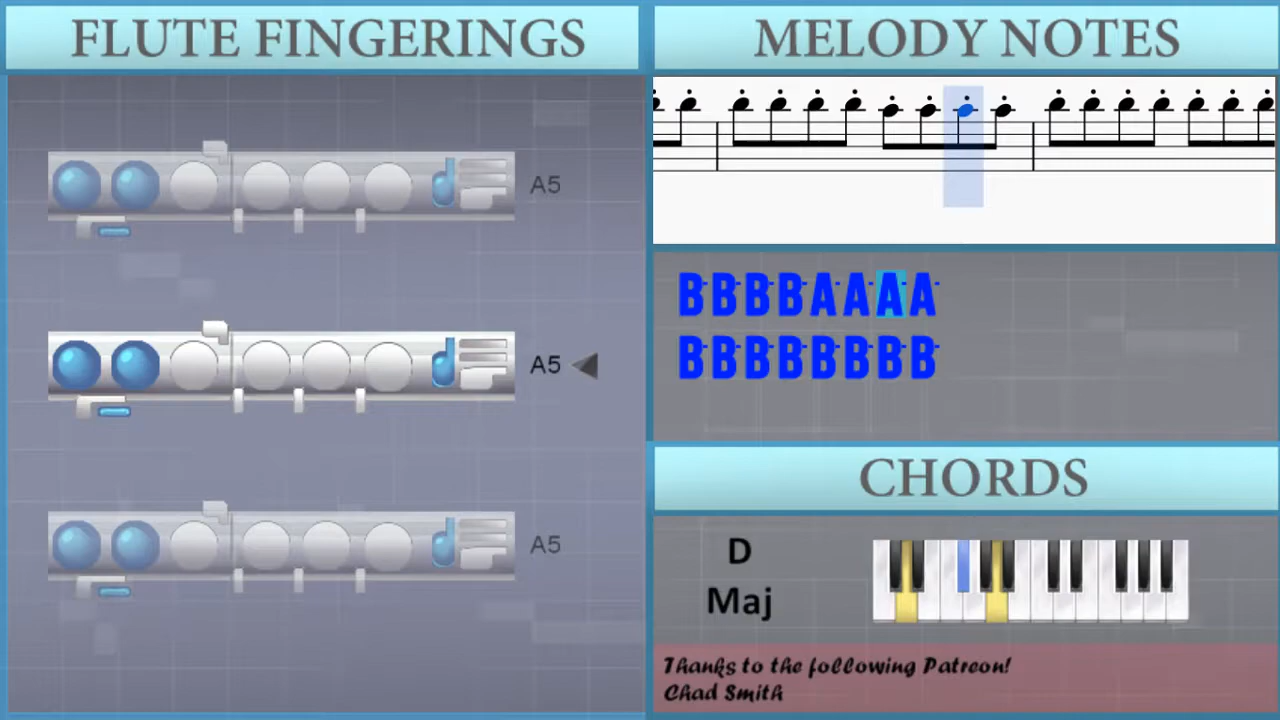 FLUTE FINGERINGS
A5
A5
A5
MELODY NOTES
BBBBAAAA
BBBBBBBB
CHORDS
D
Maj
Thanks to the following Patreon!
Chad Smith